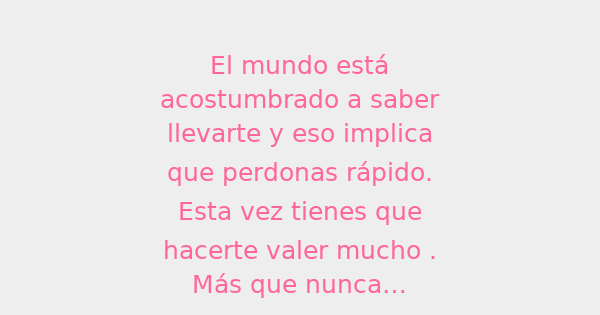 El mundo está
acostumbrado a saber
llevarte y eso implica
que perdonas rápido.
Esta vez tienes que
hacerte valer mucho .
Más que nunca...